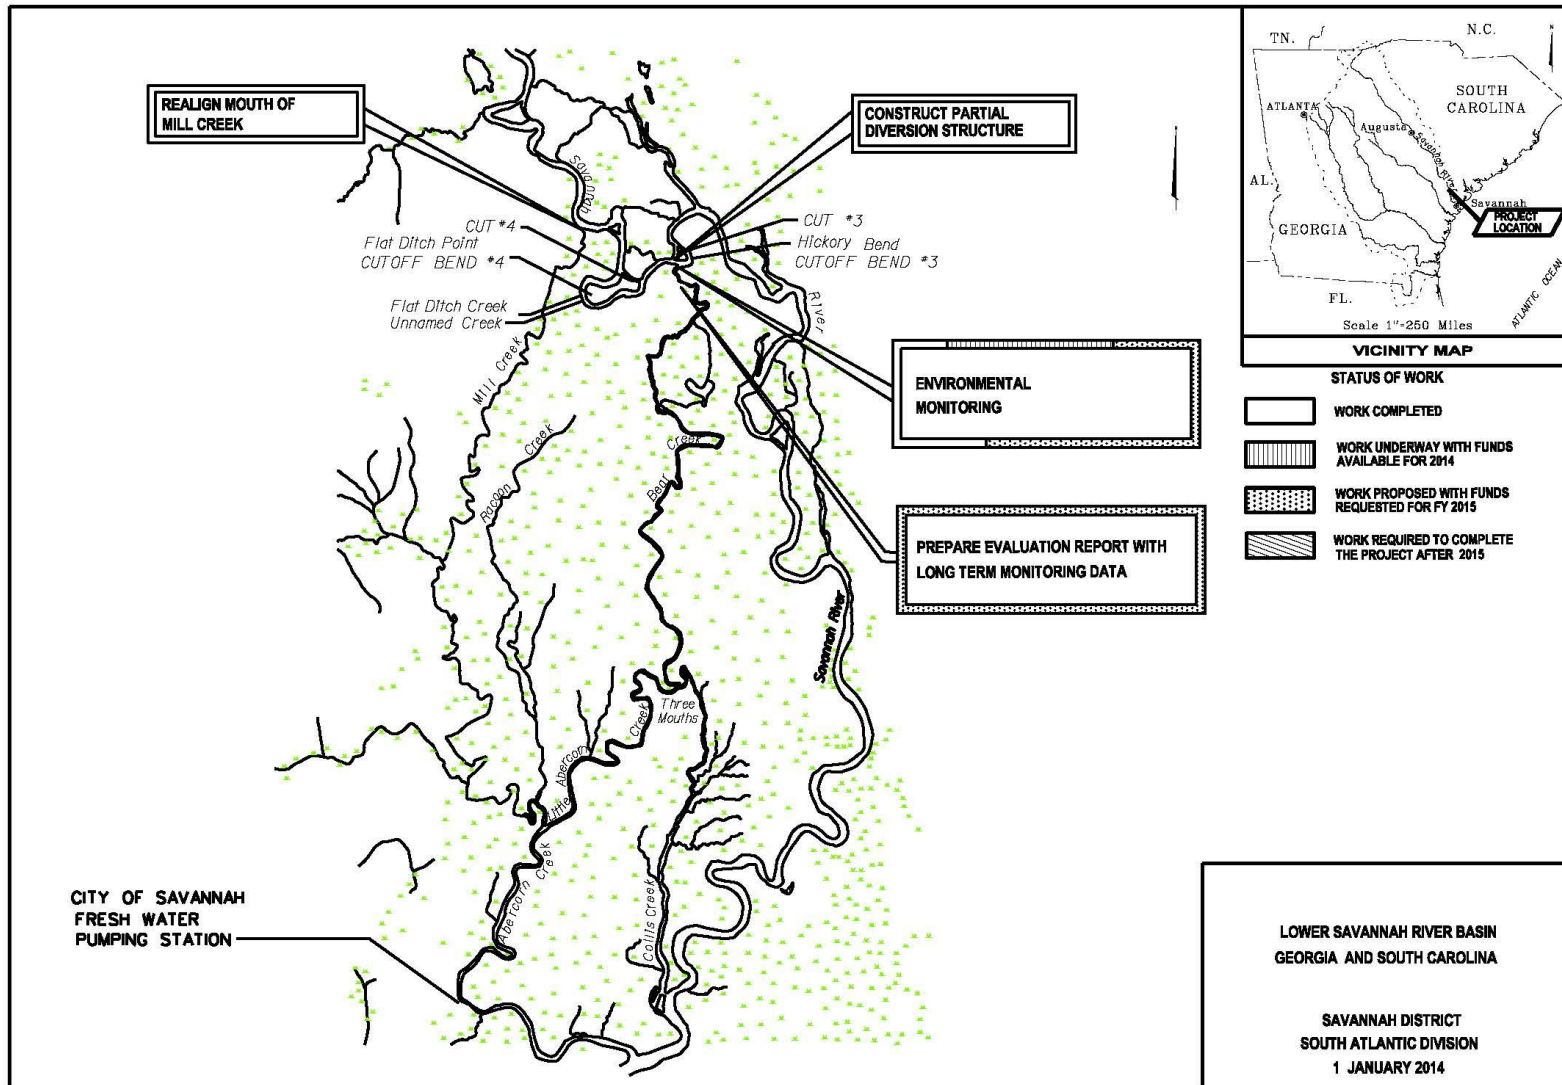 REALIGN MOUTH OF
MILL CREEK
CONSTRUCT PARTIAL
DIVERSION STRUCTURE
Savannah
CUT #4
Flat Ditch Point
CUTOFF BEND #4
Flat Ditch Creek
Unnamed Creek
CUT #3
Hickory Bend
CUTOFF BEND #3
River
Mill Creek
Racoon Creek
Bear Creek
ENVIRONMENTAL
MONITORING
PREPARE EVALUATION REPORT WITH
LONG TERM MONITORING DATA
Savannah River
Three
Mouths
Little Abercorn Creek
Abercorn Creek
Collis Creek
CITY OF SAVANNAH
FRESH WATER
PUMPING STATION
TN.
N.C.
N
SOUTH
CAROLINA
ATLANTA
Augusta
Savannah River
AL.
Savannah
GEORGIA
PROJECT
LOCATION
FL.
ATLANTIC OCEAN
Scale 1"=250 Miles
VICINITY MAP
STATUS OF WORK
WORK COMPLETED
WORK UNDERWAY WITH FUNDS
AVAILABLE FOR 2014
WORK PROPOSED WITH FUNDS
REQUESTED FOR FY 2015
WORK REQUIRED TO COMPLETE
THE PROJECT AFTER 2015
LOWER SAVANNAH RIVER BASIN
GEORGIA AND SOUTH CAROLINA
SAVANNAH DISTRICT
SOUTH ATLANTIC DIVISION
1 JANUARY 2014